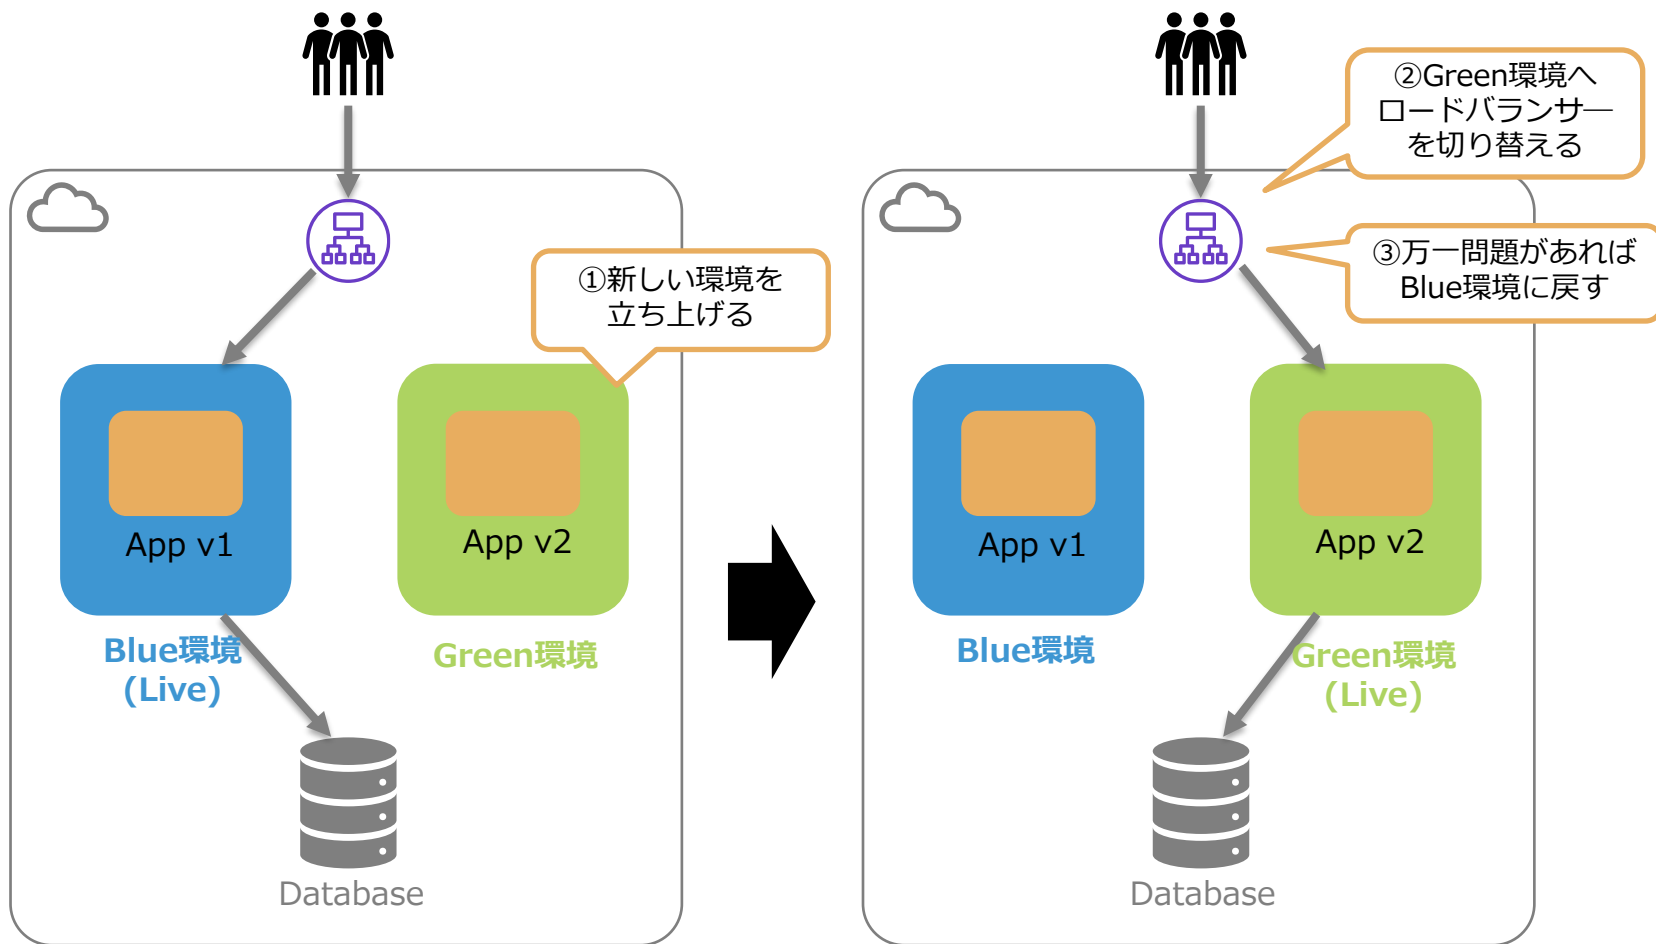 ①新しい環境を
立ち上げる
App v1
App v2
Blue環境
(Live)
Green環境
Database
②Green環境へ
ロードバランサ―
を切り替える
③万一問題があれば
Blue環境に戻す
App v1
App v2
Blue環境
Green環境
(Live)
Database